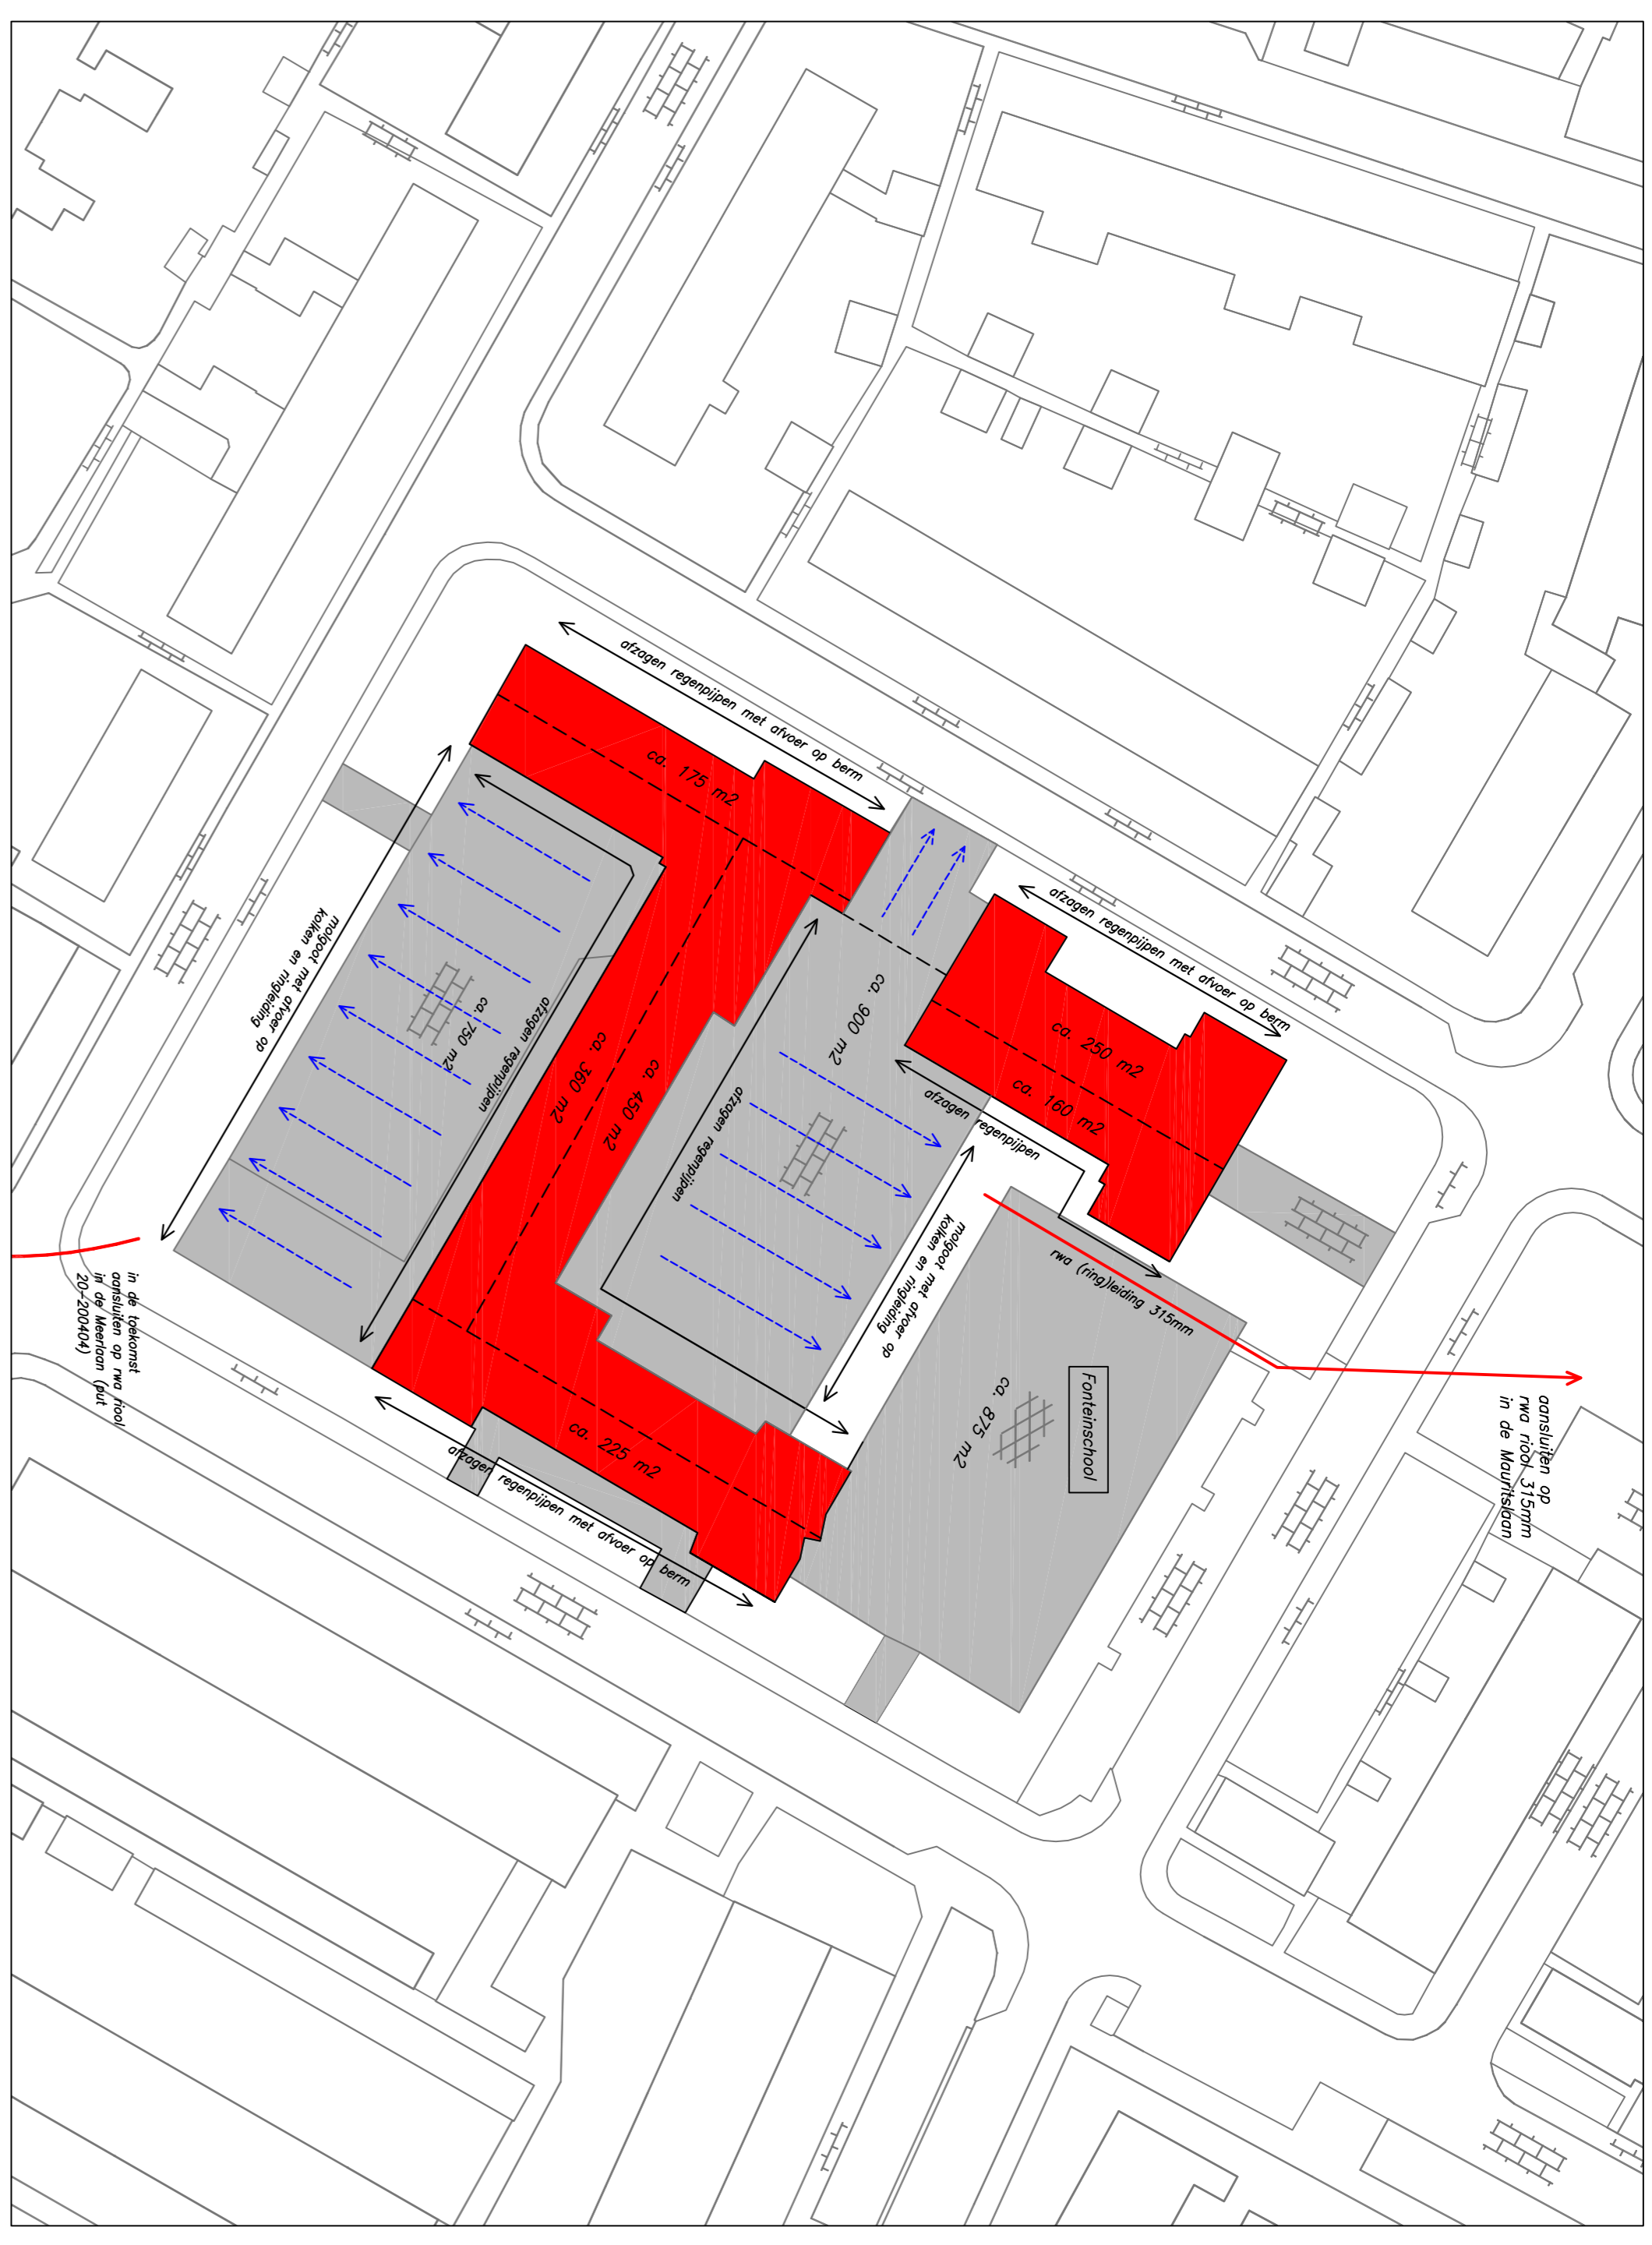 afzagen regenpijpen met afvoer op berm
ca. 175 m2
afzagen regenpijpen met afvoer op berm
molgoot met afvoer op
kolken en ringleiding
ca. 750 m2
afzagen regenpijpen
ca. 360 m2
ca. 450 m2
ca. 900 m2
afzagen regenpijpen
ca. 250 m2
ca. 160 m2
afzagen regenpijpen
molgoot met afvoer op
kolken en ringleiding
rwa (ring)leiding 315mm
Fonteinschool
ca. 875 m2
in de toekomst
aansluiten op rwa riool
in de Meerlaan (put
20-200404)
aansluiten op
rwa riool 315mm
in de Mauritslaan
ca. 225 m2
afzagen regenpijpen met afvoer op berm